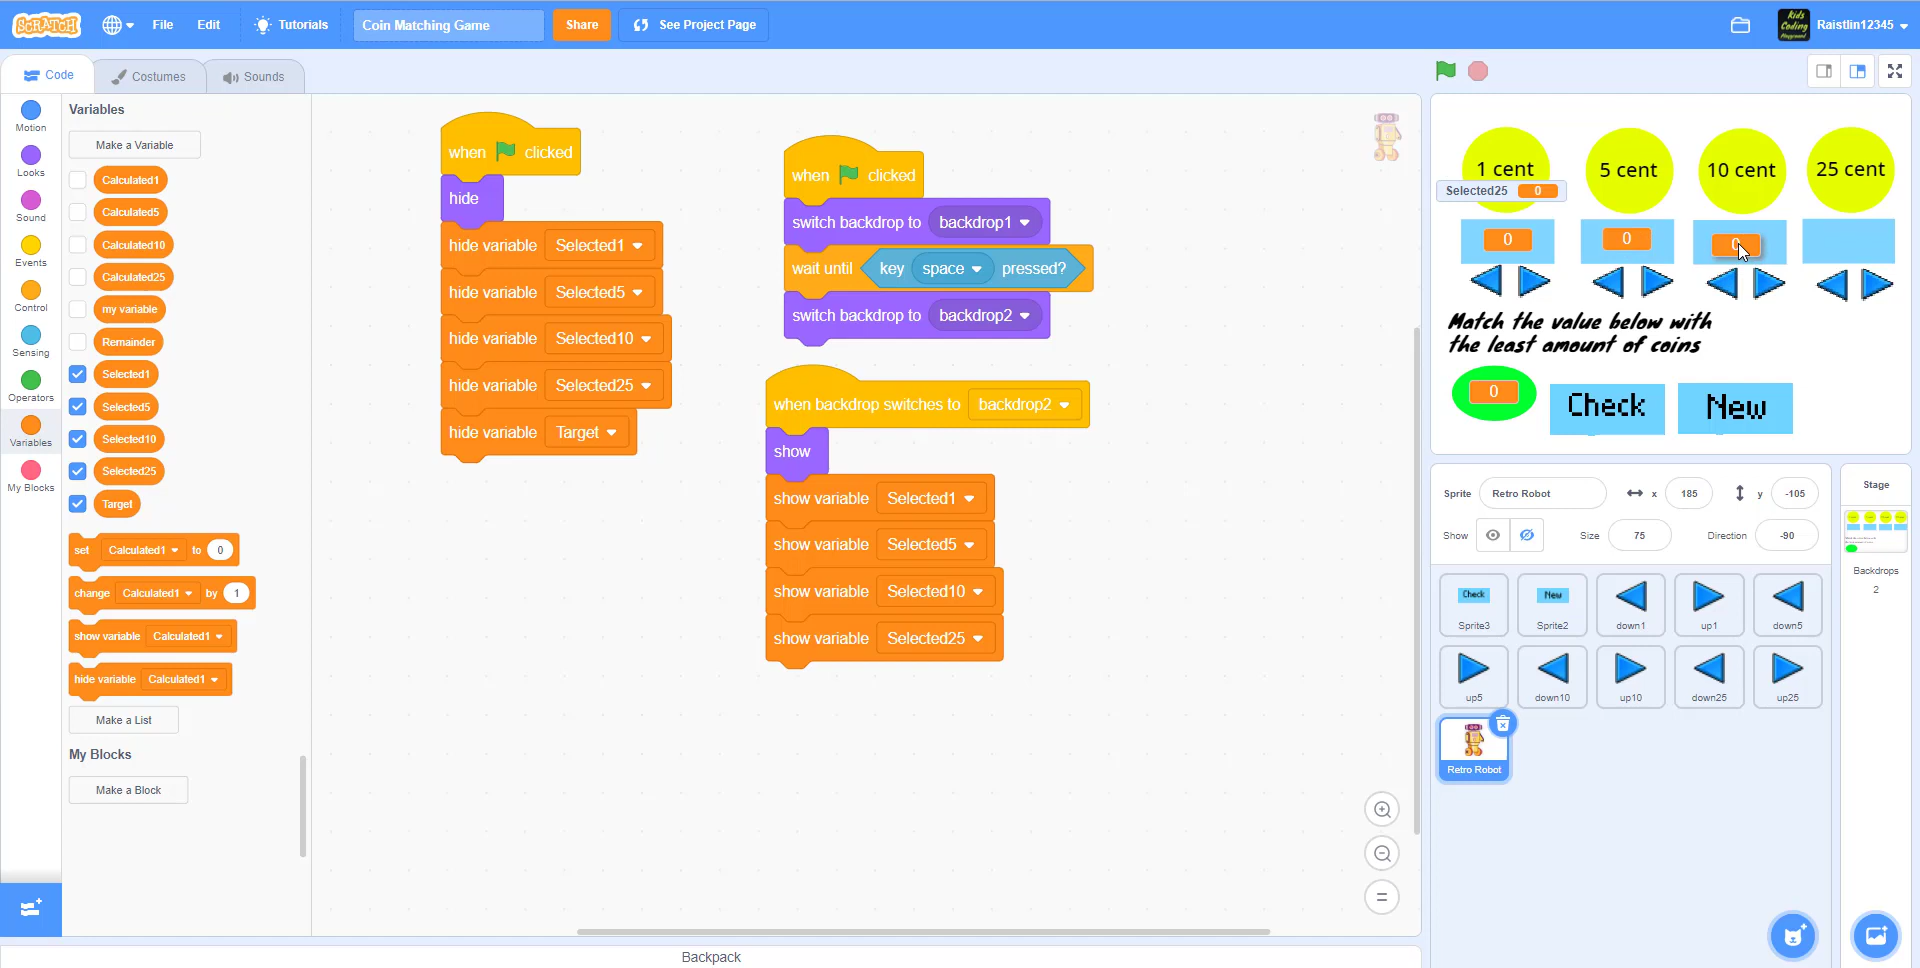 SCRATCH
File
Edit
Tutorials
Coin Matching Game
Share
See Project Page
Kids
Coding
Playground
Raistlin12345
Code
Costumes
Sounds
Motion
Looks
Sound
Events
Control
Sensing
Operators
Variables
My Blocks
Variables
Make a Variable
Calculated1
Calculated5
Calculated10
Calculated25
my variable
Remainder
Selected1
Selected5
Selected10
Selected25
Target
set Calculated1 to 0
change Calculated1 by 1
show variable Calculated1
hide variable Calculated1
Make a List
My Blocks
Make a Block
when clicked
hide
hide variable Selected1
hide variable Selected5
hide variable Selected10
hide variable Selected25
hide variable Target
when clicked
switch backdrop to backdrop1
wait until key space pressed?
switch backdrop to backdrop2
when backdrop switches to backdrop2
show
show variable Selected1
show variable Selected5
show variable Selected10
show variable Selected25
Backpack
1 cent 5 cent 10 cent 25 cent
Selected25 0
0 0 0
Match the value below with
the least amount of coins
0 Check New
Sprite Retro Robot x 185 y -105
Show Size 75 Direction -90
Check New
Sprite3 Sprite2 down1 up1 down5
up5 down10 up10 down25 up25
Retro Robot
Stage
Backdrops
2